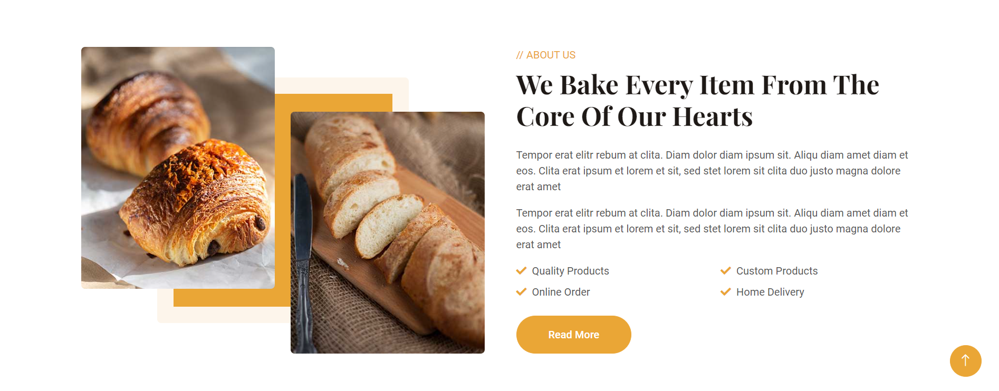 // ABOUT US
We Bake Every Item From The
Core Of Our Hearts
Tempor erat elitr rebum at clita. Diam dolor diam ipsum sit. Aliqu diam amet diam et
eos. Clita erat ipsum et lorem et sit, sed stet lorem sit clita duo justo magna dolore
erat amet
Tempor erat elitr rebum at clita. Diam dolor diam ipsum sit. Aliqu diam amet diam et
eos. Clita erat ipsum et lorem et sit, sed stet lorem sit clita duo justo magna dolore
erat amet
Quality Products
Custom Products
Online Order
Home Delivery
Read More